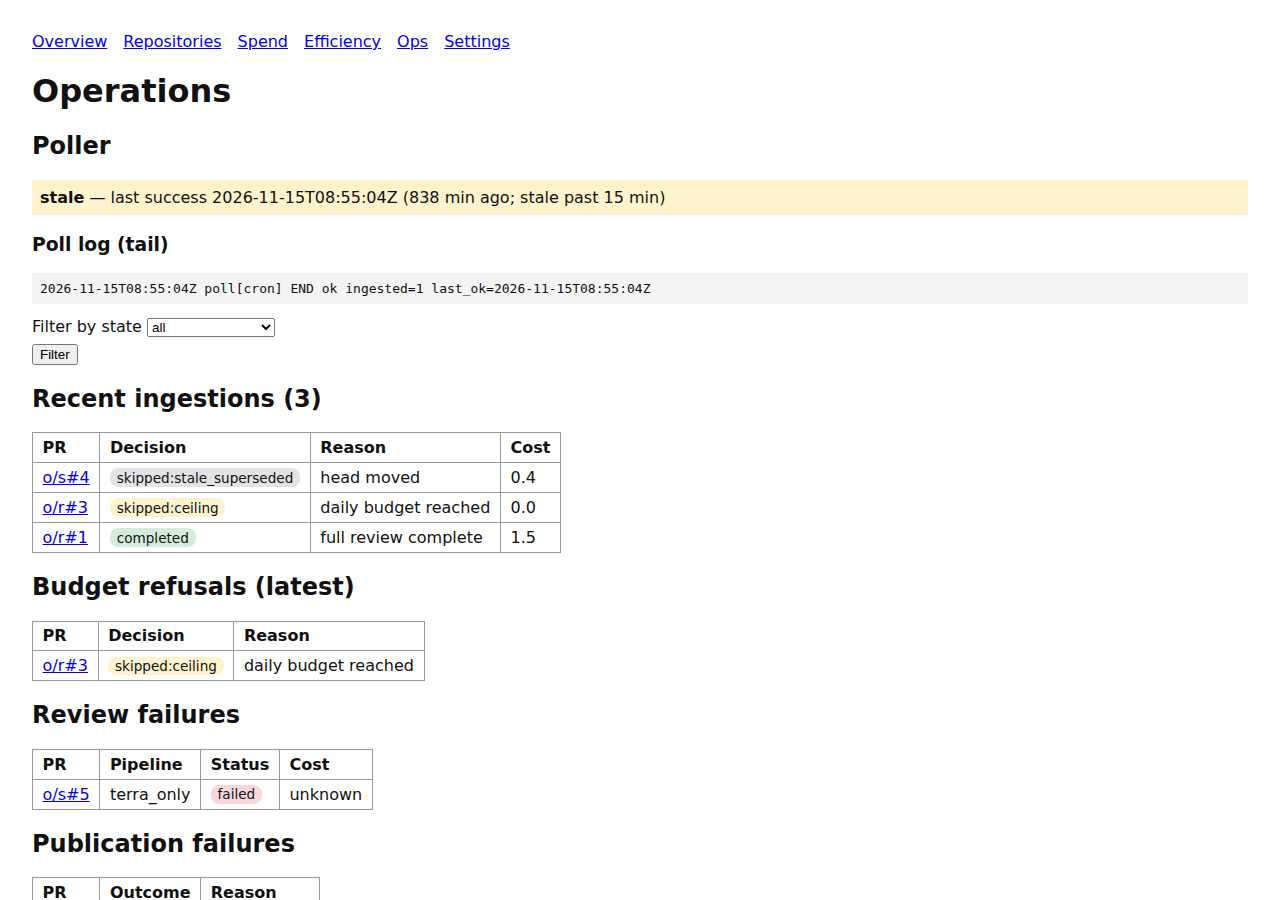 Overview Repositories Spend Efficiency Ops Settings
Operations
Poller
stale — last success 2026-11-15T08:55:04Z (838 min ago; stale past 15 min)
Poll log (tail)
2026-11-15T08:55:04Z poll[cron] END ok ingested=1 last_ok=2026-11-15T08:55:04Z
Filter by state all
Filter
Recent ingestions (3)
PR Decision Reason Cost
o/s#4 skipped:stale_superseded head moved 0.4
o/r#3 skipped:ceiling daily budget reached 0.0
o/r#1 completed full review complete 1.5
Budget refusals (latest)
PR Decision Reason
o/r#3 skipped:ceiling daily budget reached
Review failures
PR Pipeline Status Cost
o/s#5 terra_only failed unknown
Publication failures
PR Outcome Reason